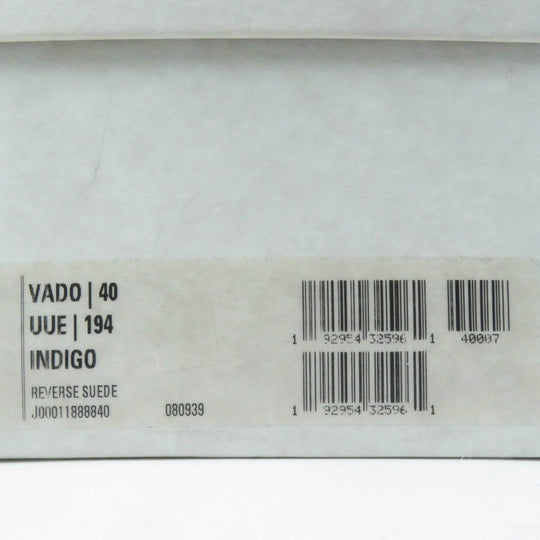 VADO | 40
UUE | 194
INDIGO
REVERSE SUEDE
J00011888840 080939
1 92954 32596 1 40007
1 92954 32596 1